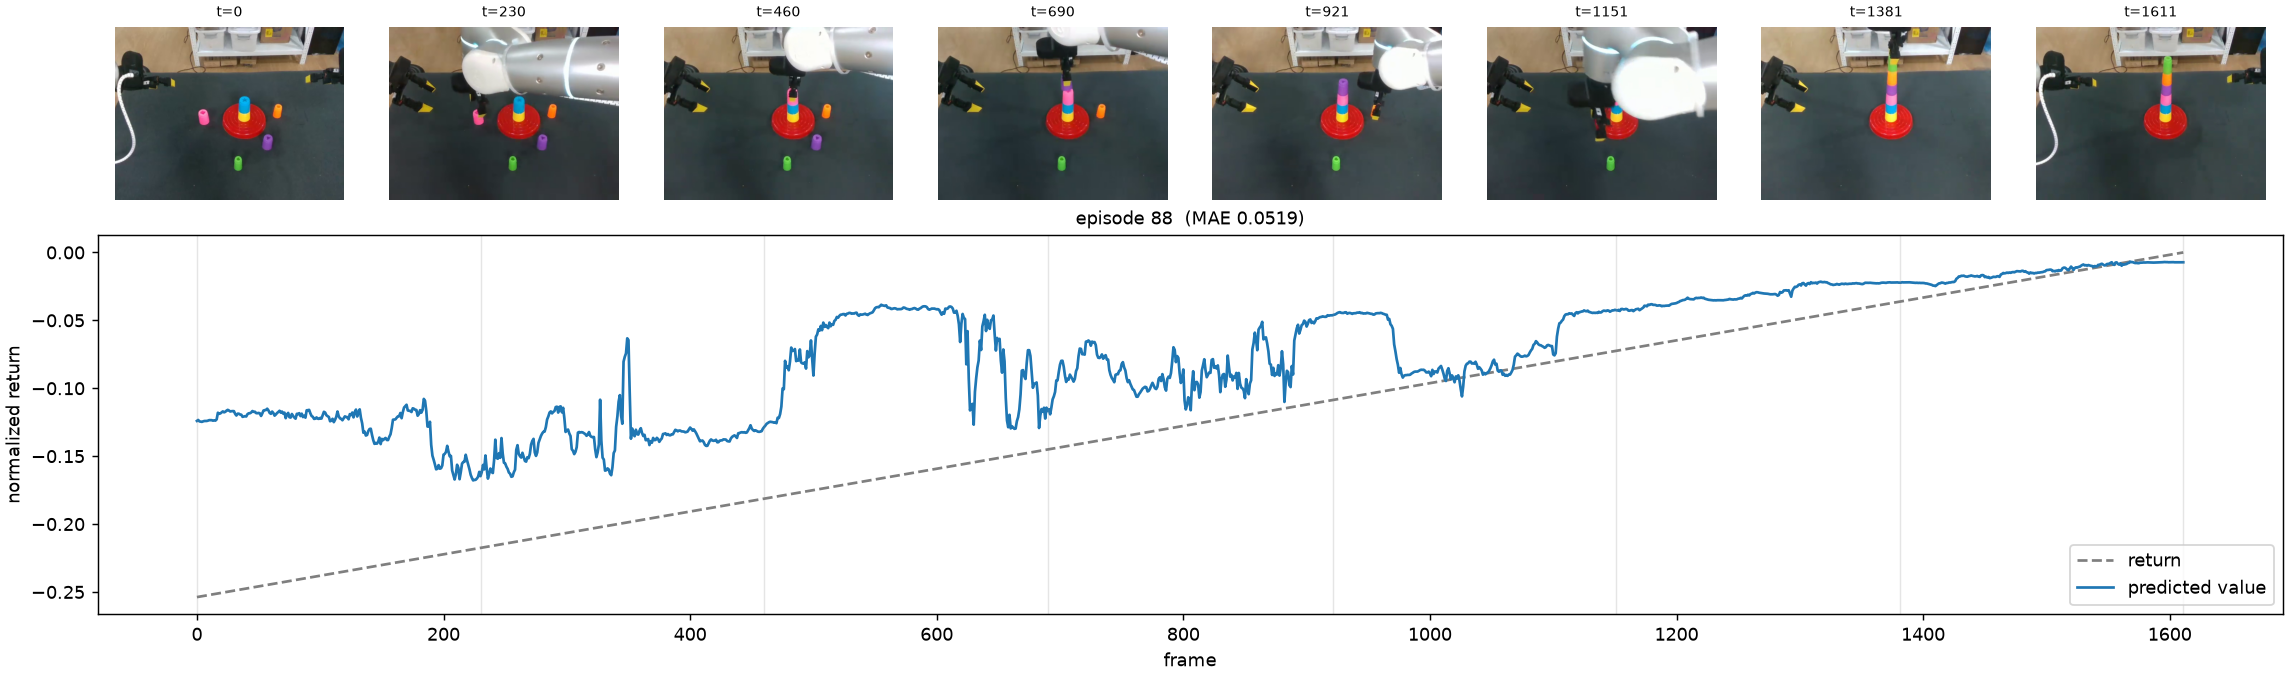 t=0 t=230 t=460 t=690 t=921 t=1151 t=1381 t=1611
episode 88 (MAE 0.0519)
normalized return
0.00
−0.05
−0.10
−0.15
−0.20
−0.25
return
predicted value
0 200 400 600 800 1000 1200 1400 1600
frame